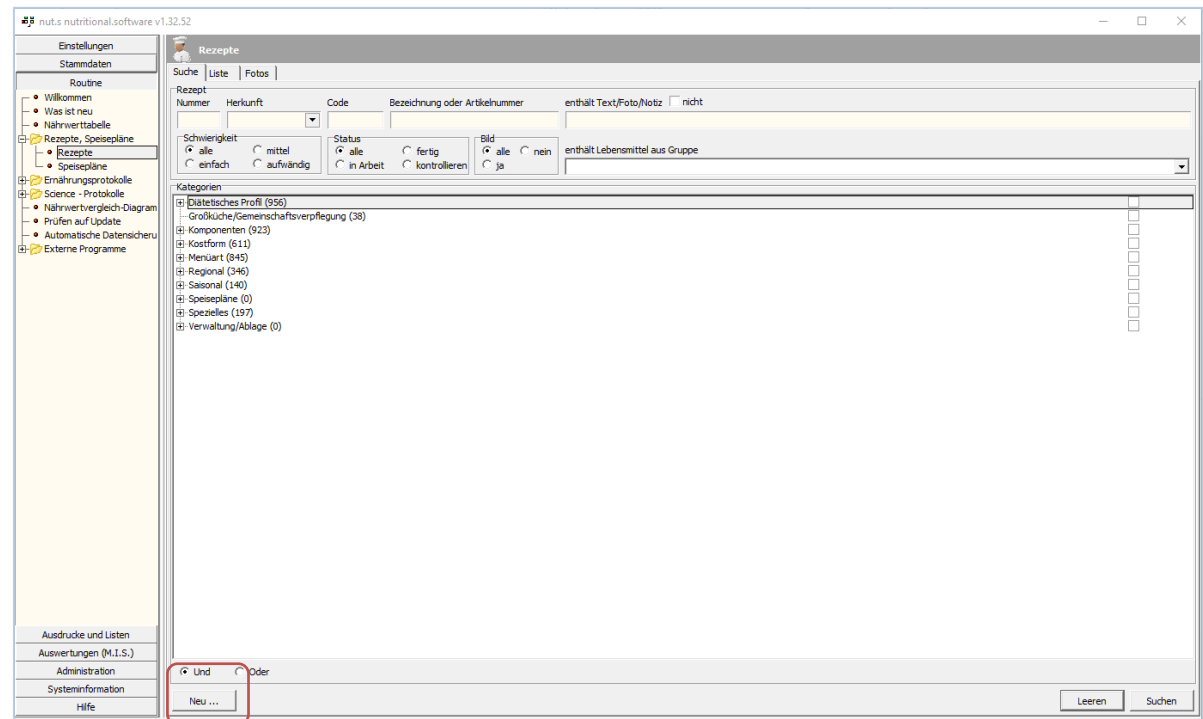 nut.s nutritional.software v1.32.52
Einstellungen
Stammdaten
Routine
Willkommen
Was ist neu
Nährwerttabelle
Rezepte, Speisepläne
Rezepte
Speisepläne
Ernährungsprotokolle
Science - Protokolle
Nährwertvergleich-Diagram
Prüfen auf Update
Automatische Datensicheru
Externe Programme
Ausdrucke und Listen
Auswertungen (M.I.S.)
Administration
Systeminformation
Hilfe
Rezepte
Suche Liste Fotos
Rezept
Nummer Herkunft Code Bezeichnung oder Artikelnummer enthält Text/Foto/Notiz nicht
Schwierigkeit Status Bild
alle mittel alle fertig alle nein enthält Lebensmittel aus Gruppe
einfach aufwändig in Arbeit kontrollieren ja
Kategorien
Diätetisches Profil (956)
Großküche/Gemeinschaftsverpflegung (38)
Komponenten (923)
Kostform (611)
Menüart (845)
Regional (346)
Saisonal (140)
Speisepläne (0)
Spezielles (197)
Verwaltung/Ablage (0)
Und Oder
Neu ... Leeren Suchen